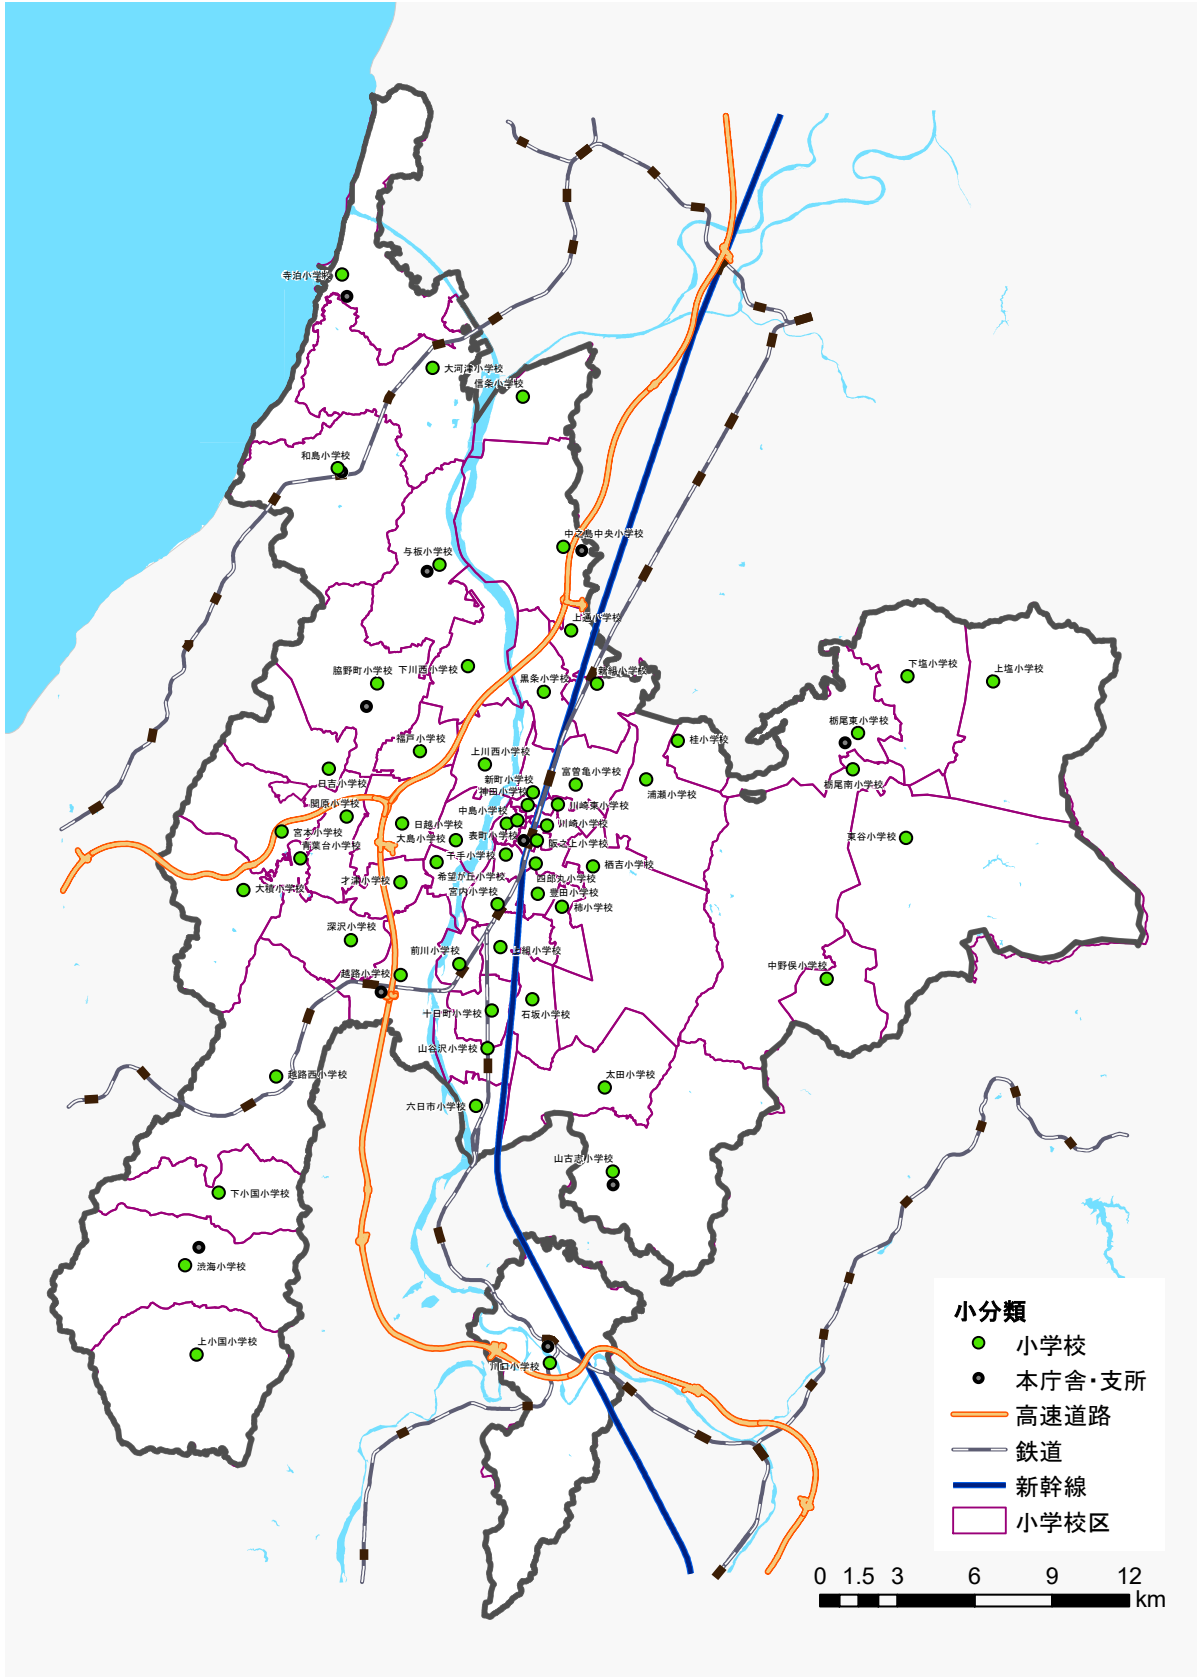 寺泊小学校
大河津小学校
信条小学校
和島小学校
中之島中央小学校
与板小学校
上通小学校
下塩小学校
上塩小学校
脇野町小学校
下川西小学校
新組小学校
黒条小学校
栃尾東小学校
桂小学校
福戸小学校
上川西小学校
日吉小学校
新町小学校
富曽亀小学校
栃尾南小学校
神田小学校
浦瀬小学校
関原小学校
中島小学校
川崎東小学校
日越小学校
川崎小学校
宮本小学校
大島小学校
表町小学校
東谷小学校
青葉台小学校
阪之上小学校
千手小学校
栖吉小学校
才津小学校
希望が丘小学校
四郎丸小学校
大積小学校
宮内小学校
豊田小学校
柿小学校
深沢小学校
前川小学校
上組小学校
越路小学校
中野俣小学校
十日町小学校
石坂小学校
山谷沢小学校
越路西小学校
太田小学校
六日市小学校
山古志小学校
下小国小学校
渋海小学校
上小国小学校
川口小学校
小分類
小学校
本庁舎・支所
高速道路
鉄道
新幹線
小学校区
0 1.5 3 6 9 12
km